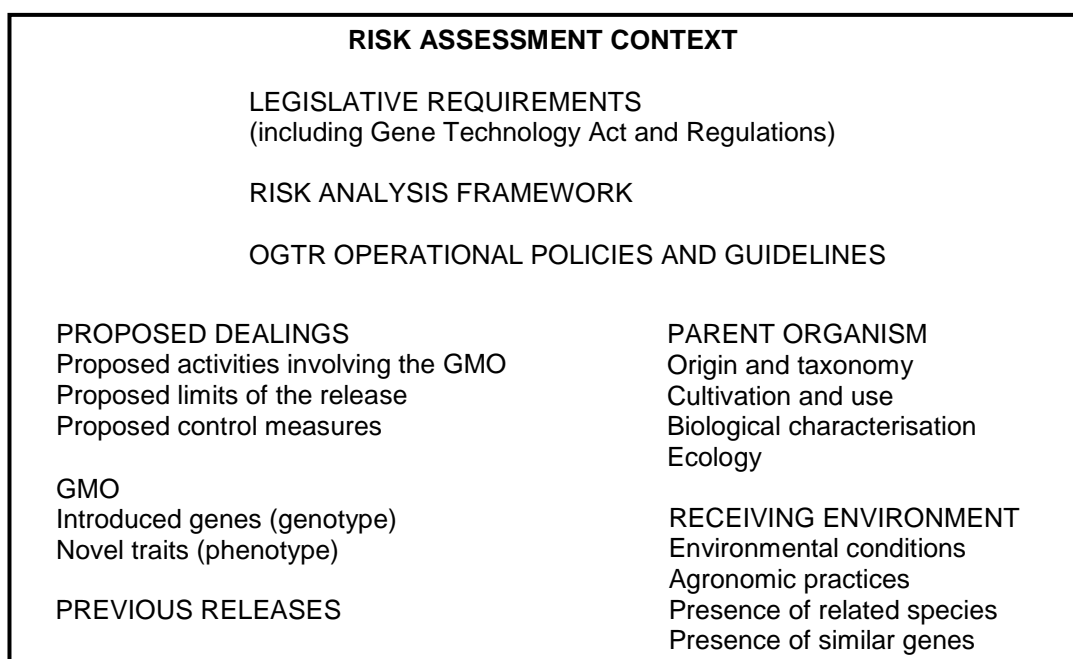 RISK ASSESSMENT CONTEXT
LEGISLATIVE REQUIREMENTS
(including Gene Technology Act and Regulations)
RISK ANALYSIS FRAMEWORK
OGTR OPERATIONAL POLICIES AND GUIDELINES
PROPOSED DEALINGS
Proposed activities involving the GMO
Proposed limits of the release
Proposed control measures
GMO
Introduced genes (genotype)
Novel traits (phenotype)
PREVIOUS RELEASES
PARENT ORGANISM
Origin and taxonomy
Cultivation and use
Biological characterisation
Ecology
RECEIVING ENVIRONMENT
Environmental conditions
Agronomic practices
Presence of related species
Presence of similar genes